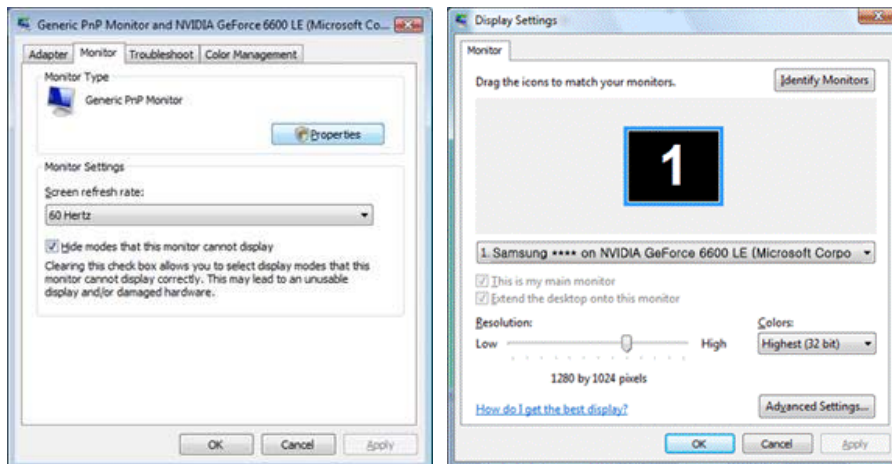 Generic PnP Monitor and NVIDIA GeForce 6600 LE (Microsoft Co...
Adapter Monitor Troubleshoot Color Management
Monitor Type
Generic PnP Monitor
Properties
Monitor Settings
Screen refresh rate:
60 Hertz
Hide modes that this monitor cannot display
Clearing this check box allows you to select display modes that this
monitor cannot display correctly. This may lead to an unusable
display and/or damaged hardware.
OK Cancel Apply
Display Settings
Monitor
Drag the icons to match your monitors.
Identify Monitors
1
1. Samsung **** on NVIDIA GeForce 6600 LE (Microsoft Corpo
This is my main monitor
Extend the desktop onto this monitor
Resolution:
Colors:
Low High
Highest (32 bit)
1280 by 1024 pixels
How do I get the best display?
Advanced Settings...
OK Cancel Apply